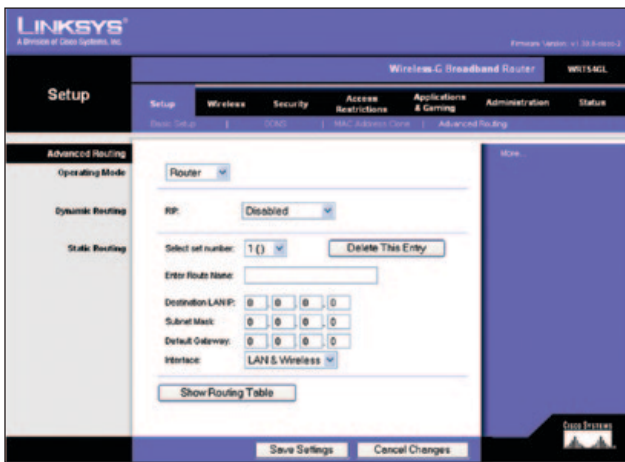 LINKSYS®
A Division of Cisco Systems, Inc.
Firmware Version:
Wireless-G Broadband Router WRT54GL
Setup
Setup Wireless Security Access Restrictions Applications & Gaming Administration Status
Basic Setup | DDNS | MAC Address Clone | Advanced Routing
Advanced Routing
More...
Operating Mode
Router
Dynamic Routing
RIP:
Disabled
Static Routing
Select set number:
1 ()
Delete This Entry
Enter Route Name:
Destination LAN IP: 0 . 0 . 0 . 0
Subnet Mask: 0 . 0 . 0 . 0
Default Gateway: 0 . 0 . 0 . 0
Interface: LAN & Wireless
Show Routing Table
Save Settings Cancel Changes
CISCO SYSTEMS